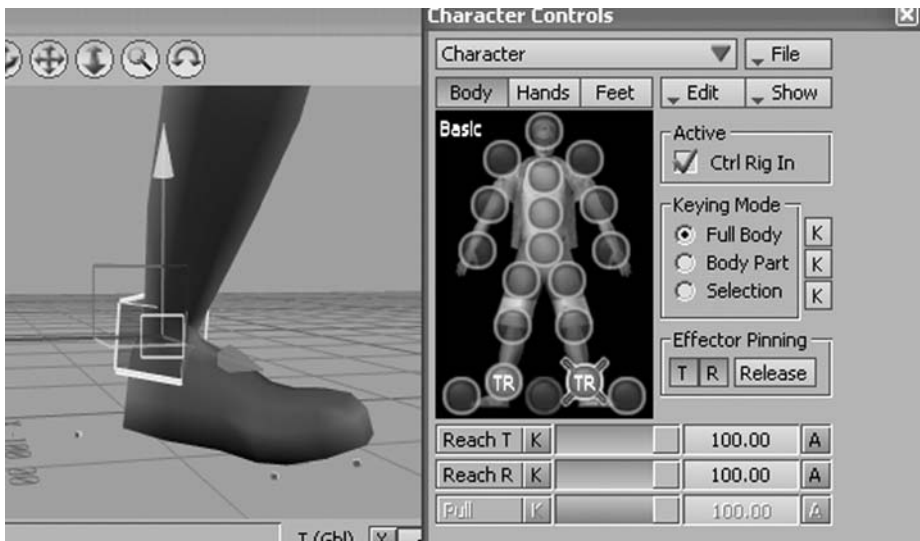 Character Controls
Character
File
Body Hands Feet
Edit Show
Basic
Active
Ctrl Rig In
Keying Mode
Full Body K
Body Part K
Selection K
Effector Pinning
T R Release
TR TR
Reach T K 100.00 A
Reach R K 100.00 A
Pull K 100.00 A
T (Gbl) X